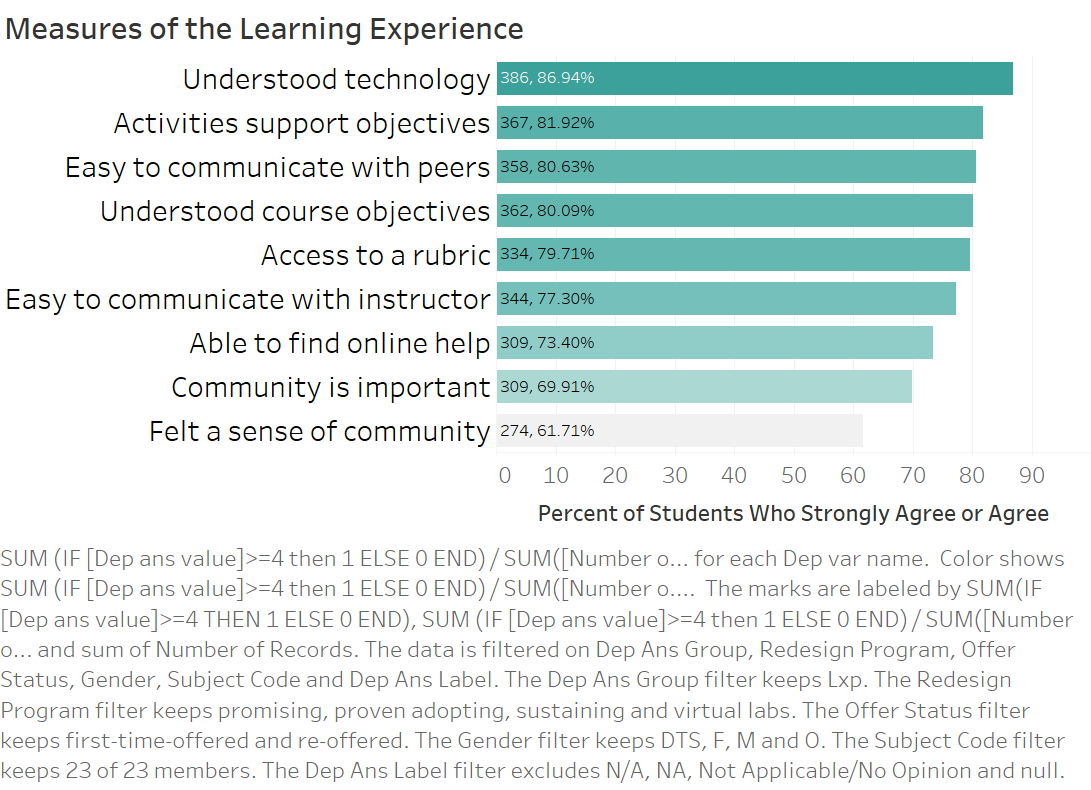 Measures of the Learning Experience
Understood technology 386, 86.94%
Activities support objectives 367, 81.92%
Easy to communicate with peers 358, 80.63%
Understood course objectives 362, 80.09%
Access to a rubric 334, 79.71%
Easy to communicate with instructor 344, 77.30%
Able to find online help 309, 73.40%
Community is important 309, 69.91%
Felt a sense of community 274, 61.71%
0 10 20 30 40 50 60 70 80 90
Percent of Students Who Strongly Agree or Agree
SUM (IF [Dep ans value]>=4 then 1 ELSE 0 END) / SUM([Number o... for each Dep var name.  Color shows
SUM (IF [Dep ans value]>=4 then 1 ELSE 0 END) / SUM([Number o....  The marks are labeled by SUM(IF
[Dep ans value]>=4 THEN 1 ELSE 0 END), SUM (IF [Dep ans value]>=4 then 1 ELSE 0 END) / SUM([Number
o... and sum of Number of Records. The data is filtered on Dep Ans Group, Redesign Program, Offer
Status, Gender, Subject Code and Dep Ans Label. The Dep Ans Group filter keeps Lxp. The Redesign
Program filter keeps promising, proven adopting, sustaining and virtual labs. The Offer Status filter
keeps first-time-offered and re-offered. The Gender filter keeps DTS, F, M and O. The Subject Code filter
keeps 23 of 23 members. The Dep Ans Label filter excludes N/A, NA, Not Applicable/No Opinion and null.